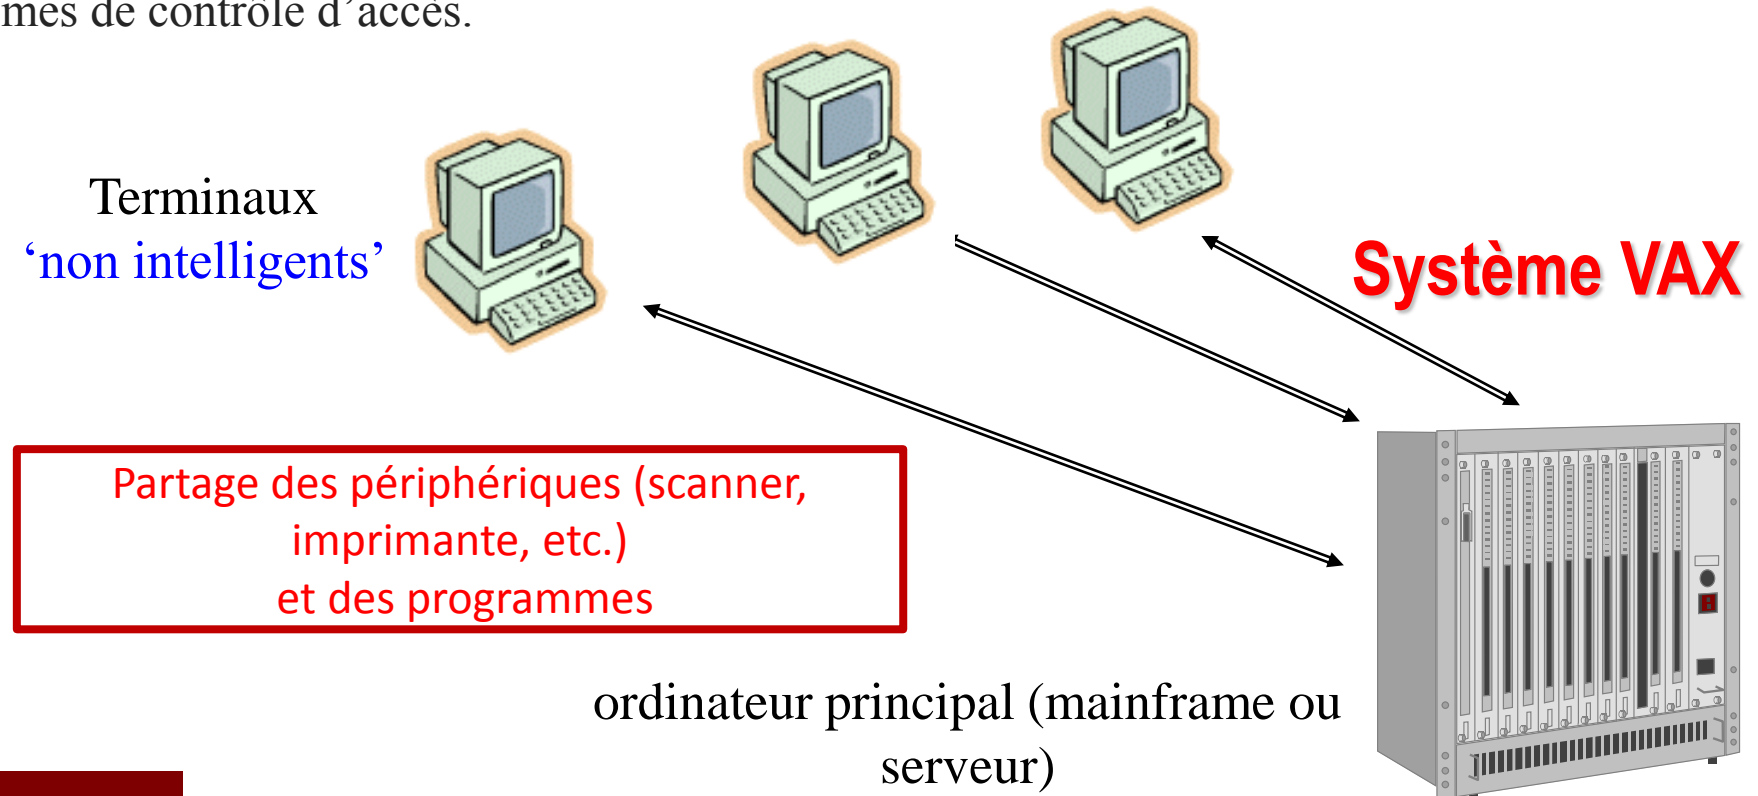 mes de contrôle d’accès.
Terminaux
‘non intelligents’
Système VAX
Partage des périphériques (scanner,
imprimante, etc.)
et des programmes
ordinateur principal (mainframe ou
serveur)